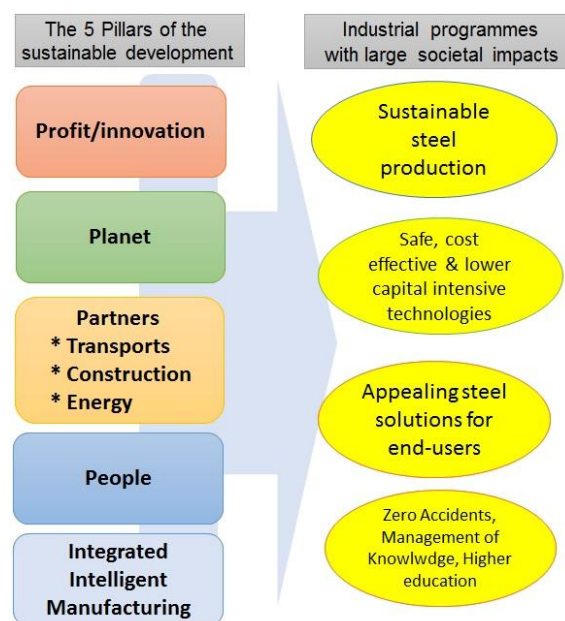 The 5 Pillars of the
sustainable development
Profit/innovation
Planet
Partners
* Transports
* Construction
* Energy
People
Integrated
Intelligent
Manufacturing
Industrial programmes
with large societal impacts
Sustainable
steel
production
Safe, cost
effective & lower
capital intensive
technologies
Appealing steel
solutions for
end-users
Zero Accidents,
Management of
Knowlwdge, Higher
education